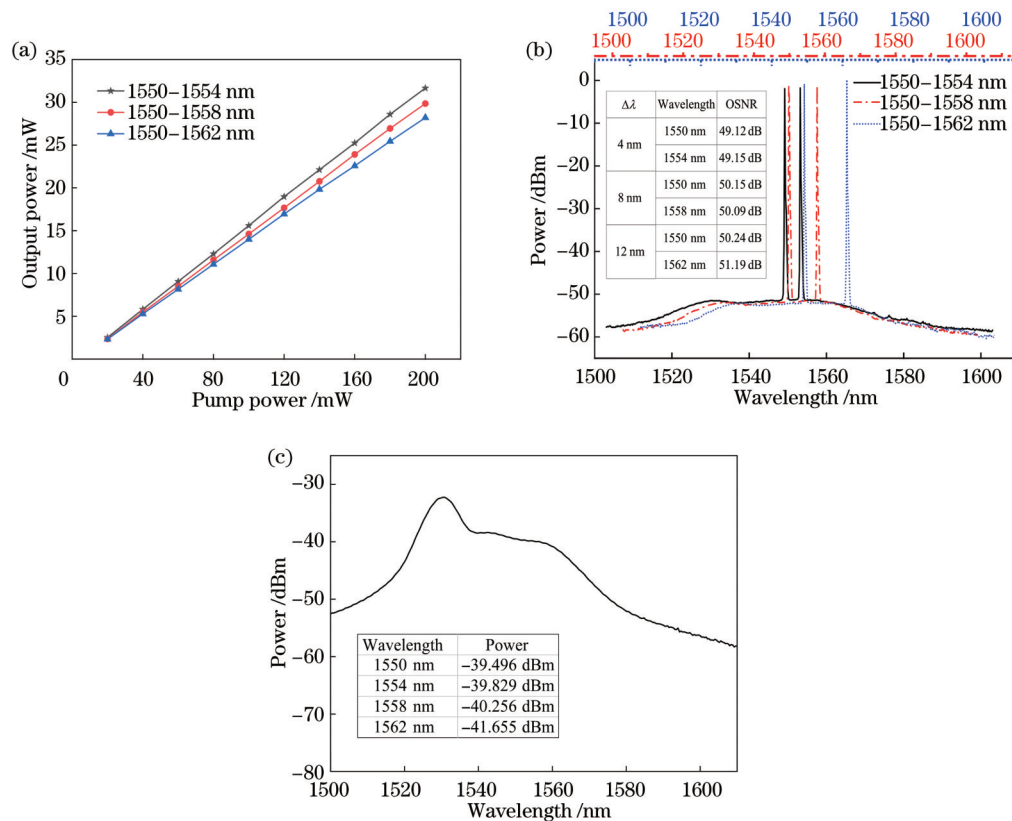 (a)
35
30
25
20
15
10
5
0
40
80
120
160
200
Output power /mW
Pump power /mW
1550–1554 nm
1550–1558 nm
1550–1562 nm
(b)
1500 1520 1540 1560 1580 1600
1500 1520 1540 1560 1580 1600
0
−10
−20
−30
−40
−50
−60
Power /dBm
1500 1520 1540 1560 1580 1600
Wavelength /nm
1550–1554 nm
1550–1558 nm
1550–1562 nm
Δλ Wavelength OSNR
4 nm 1550 nm 49.12 dB
1554 nm 49.15 dB
8 nm 1550 nm 50.15 dB
1558 nm 50.09 dB
12 nm 1550 nm 50.24 dB
1562 nm 51.19 dB
(c)
−30
−40
−50
−60
−70
−80
Power /dBm
1500 1520 1540 1560 1580 1600
Wavelength /nm
Wavelength Power
1550 nm −39.496 dBm
1554 nm −39.829 dBm
1558 nm −40.256 dBm
1562 nm −41.655 dBm